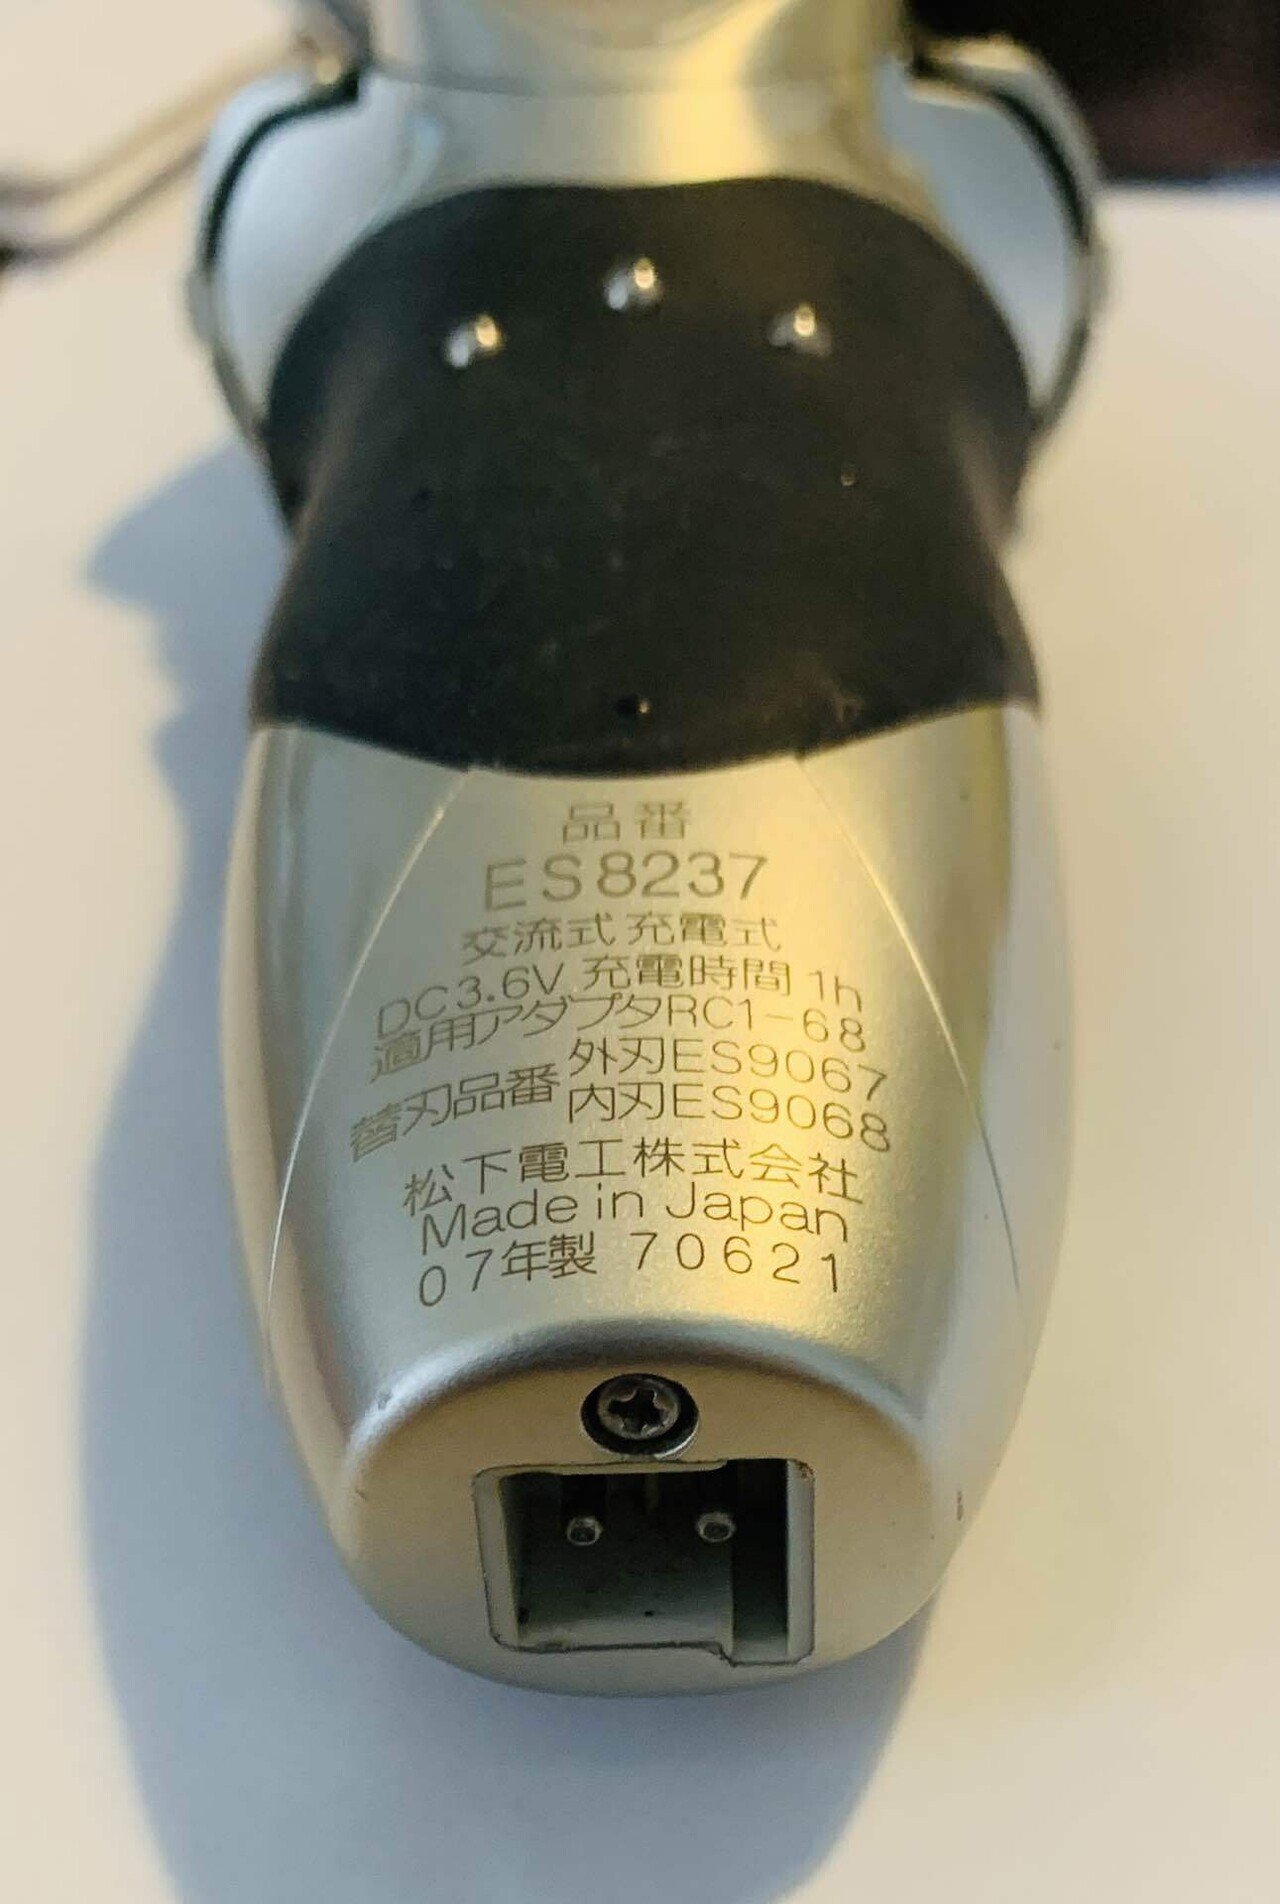 品番
ES8237
交流式 充電式
DC3.6V 充電時間 1h
適用アダプタRC1-68
替刃品番 外刃ES9067
内刃ES9068
松下電工株式会社
Made in Japan
07年製 70621